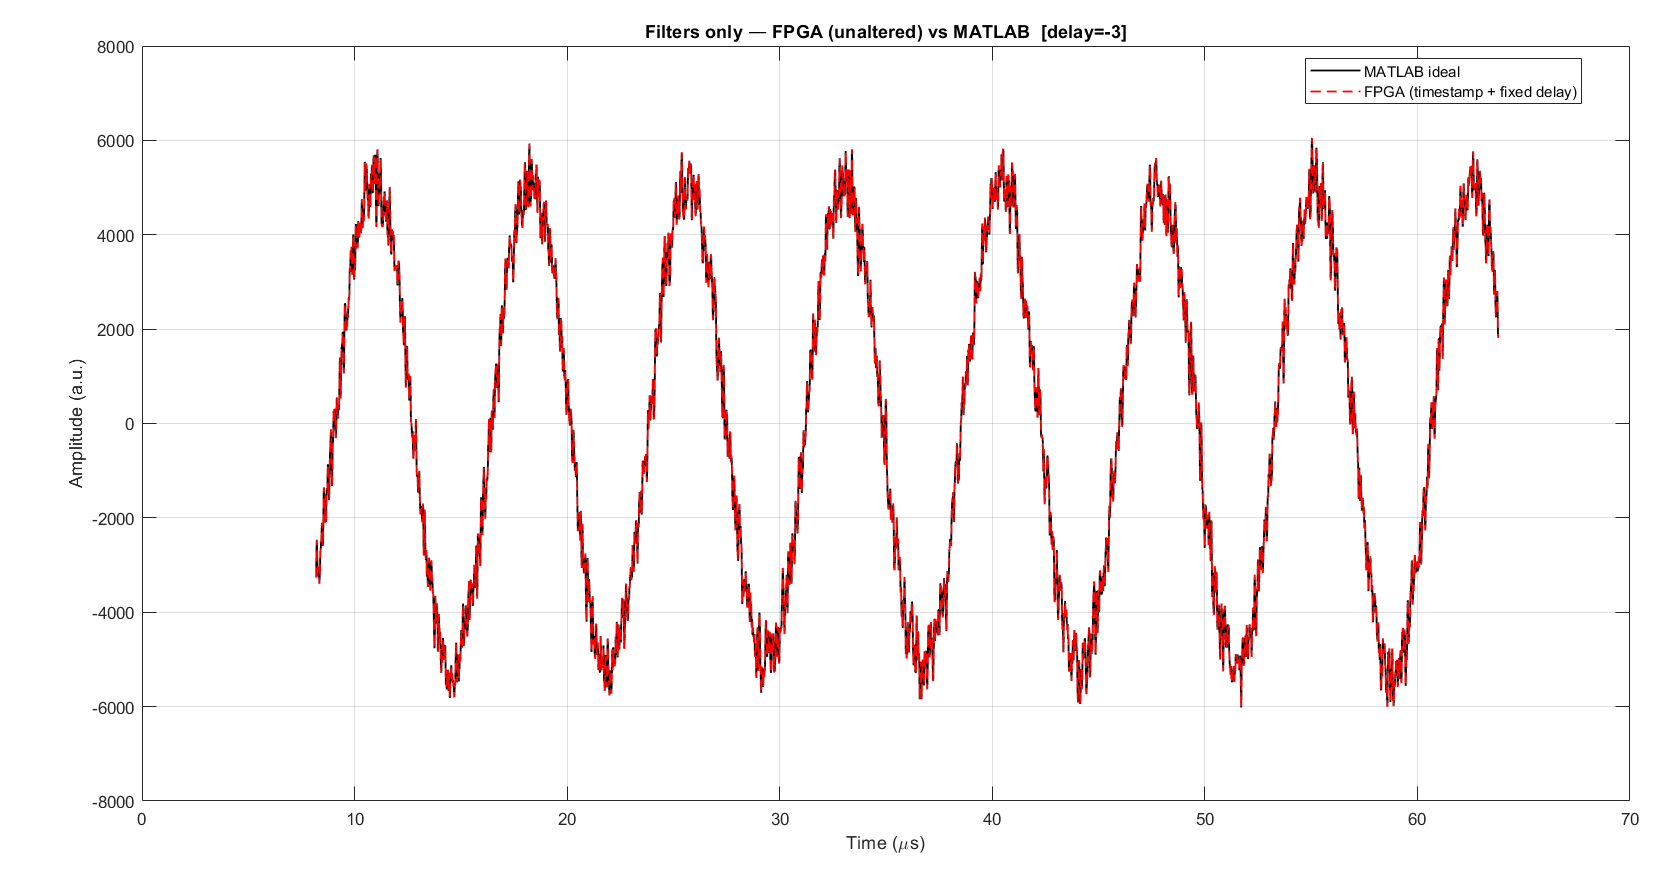 Filters only — FPGA (unaltered) vs MATLAB [delay=-3]
8000
MATLAB ideal
FPGA (timestamp + fixed delay)
6000
4000
2000
0
-2000
-4000
-6000
-8000
Amplitude (a.u.)
0 10 20 30 40 50 60 70
Time (μs)